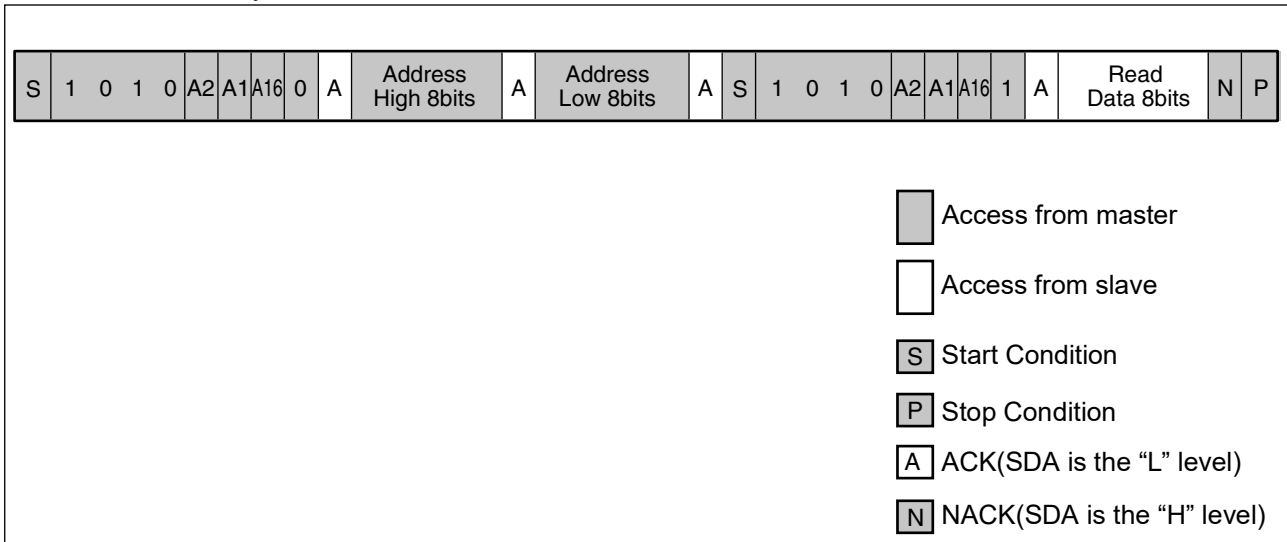 S 1 0 1 0 A2 A1 A16 0 A Address High 8bits A Address Low 8bits A S 1 0 1 0 A2 A1 A16 1 A Read Data 8bits N P
Access from master
Access from slave
S Start Condition
P Stop Condition
A ACK(SDA is the “L” level)
N NACK(SDA is the “H” level)